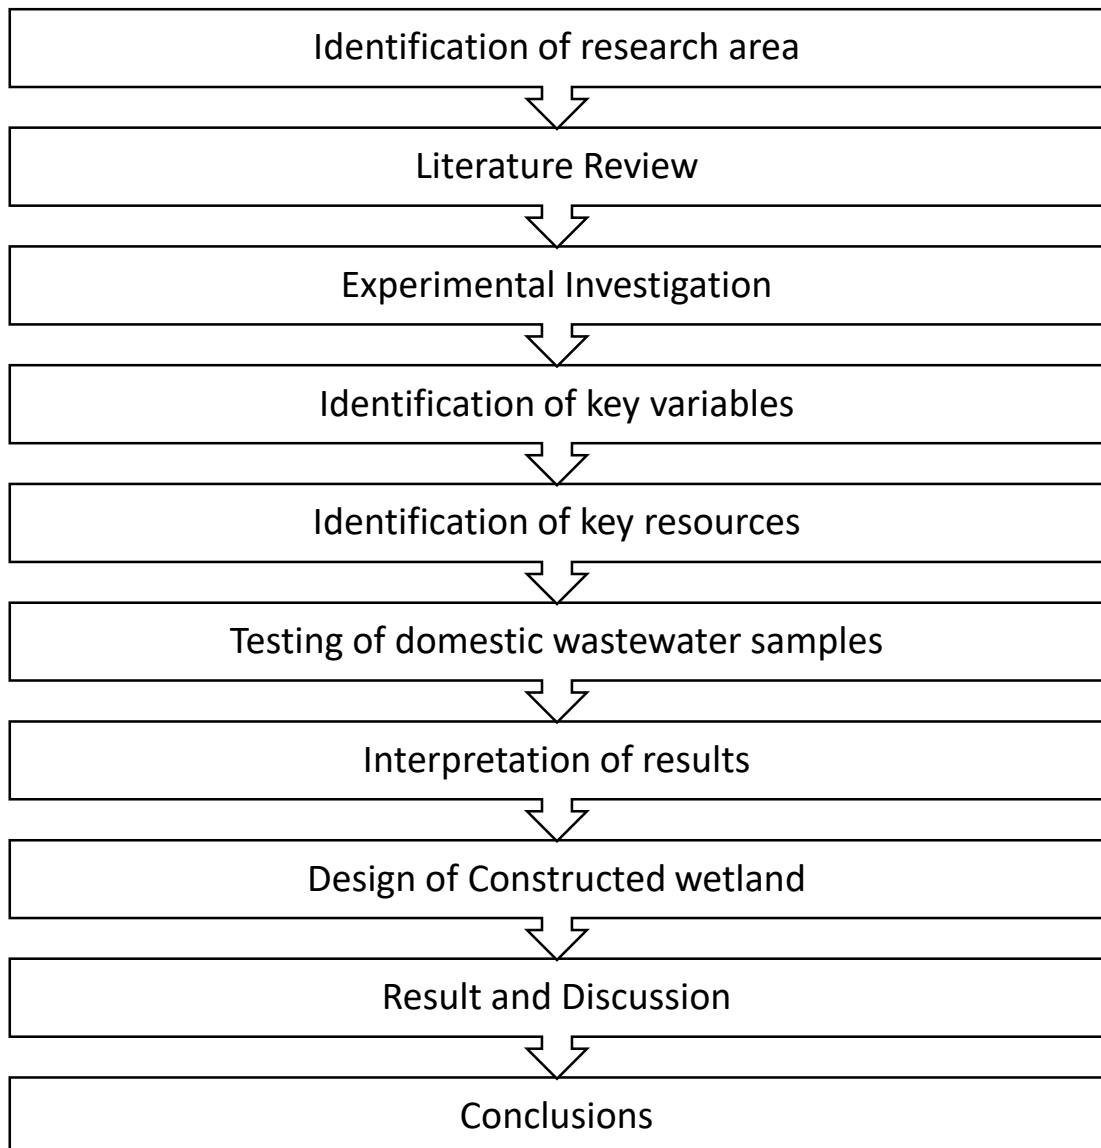 Identification of research area
Literature Review
Experimental Investigation
Identification of key variables
Identification of key resources
Testing of domestic wastewater samples
Interpretation of results
Design of Constructed wetland
Result and Discussion
Conclusions